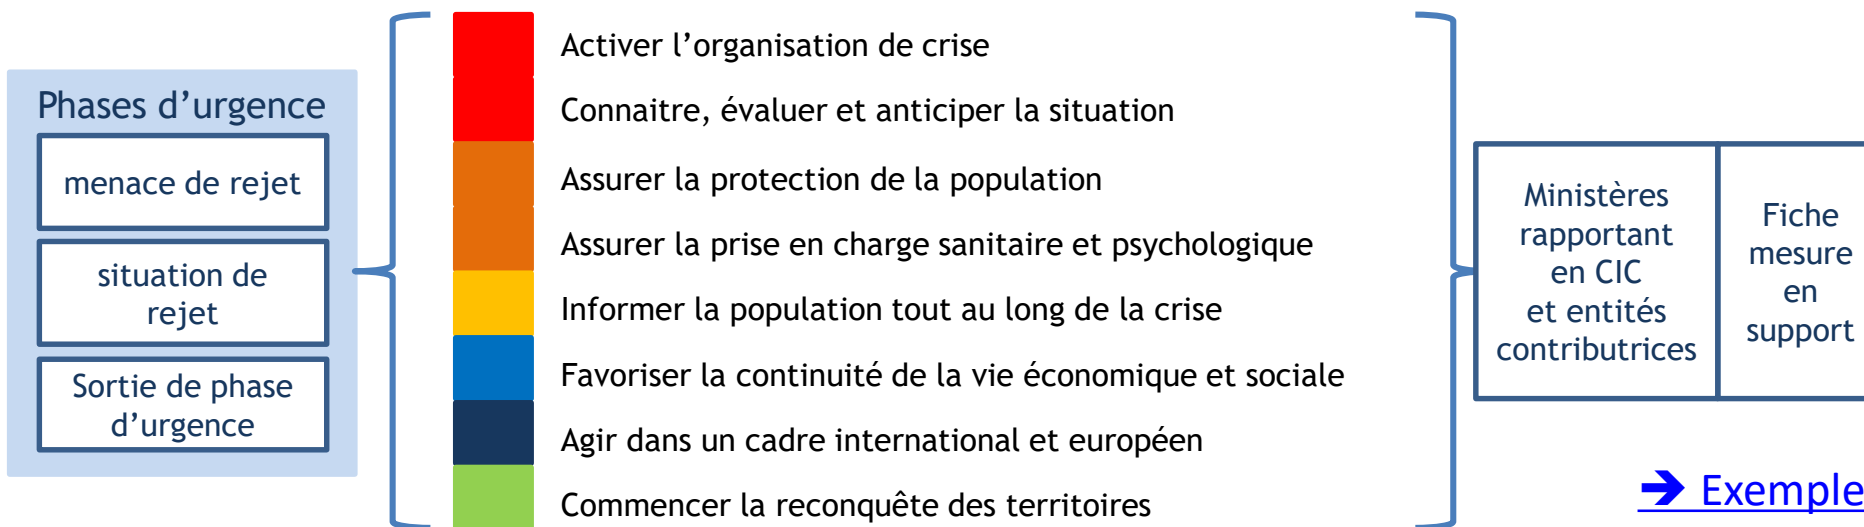 Phases d’urgence
menace de rejet
situation de
rejet
Sortie de phase
d’urgence
Activer l’organisation de crise
Connaitre, évaluer et anticiper la situation
Assurer la protection de la population
Assurer la prise en charge sanitaire et psychologique
Informer la population tout au long de la crise
Favoriser la continuité de la vie économique et sociale
Agir dans un cadre international et européen
Commencer la reconquête des territoires
Ministères
rapportant
en CIC
et entités
contributrices
Fiche
mesure
en
support
➔ Exemple